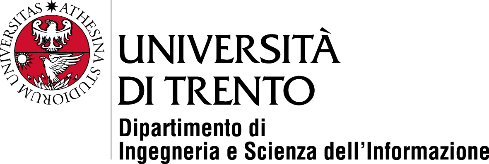 UNIVERSITAS ATHESINA STUDIORUM
UNIVERSITÀ
DI TRENTO
Dipartimento di
Ingegneria e Scienza dell'Informazione